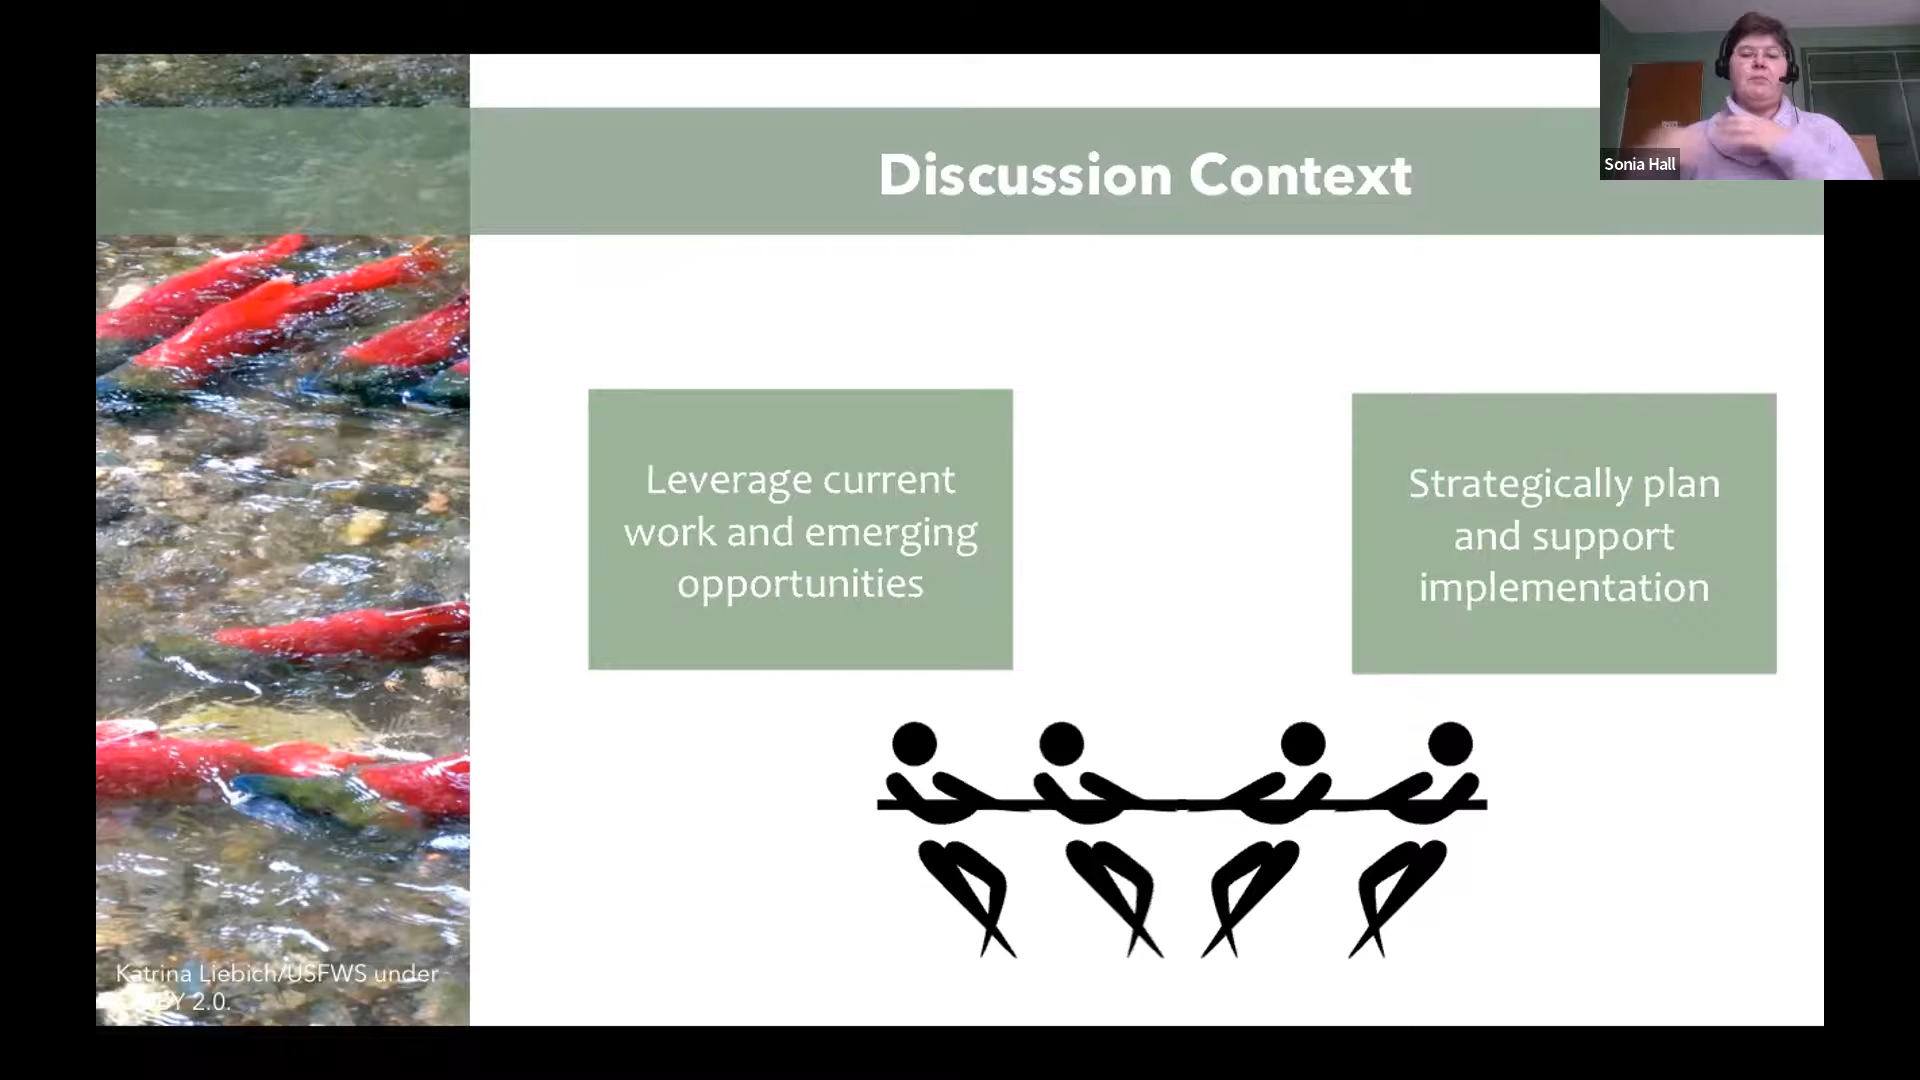 Discussion Context
Sonia Hall
Leverage current
work and emerging
opportunities
Strategically plan
and support
implementation
Katrina Liebich/USFWS under
BY 2.0.